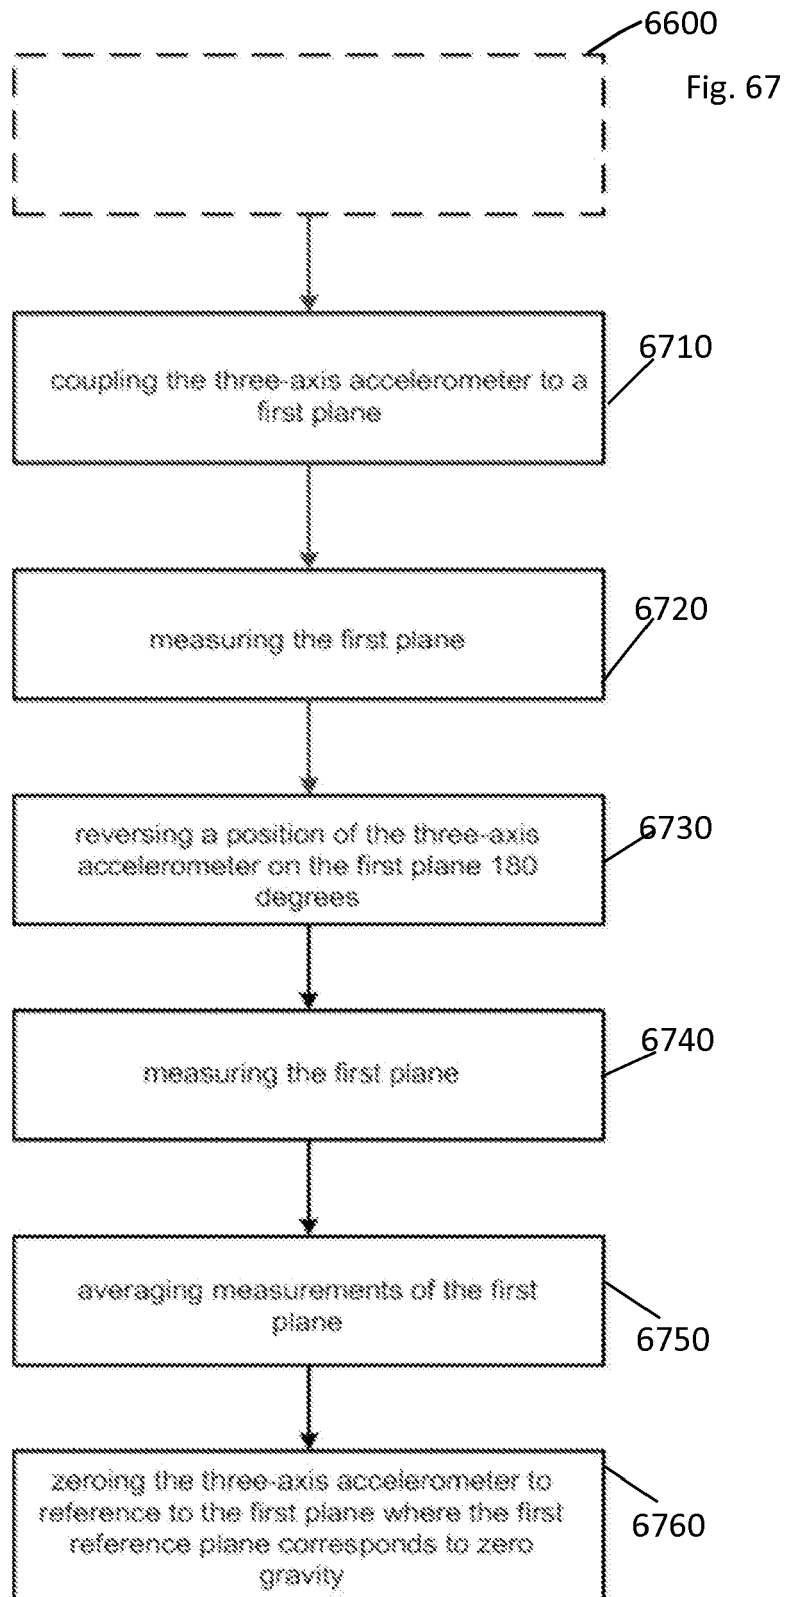 6600
Fig. 67
coupling the three-axis accelerometer to a
first plane
6710
measuring the first plane
6720
reversing a position of the three-axis
accelerometer on the first plane 180
degrees
6730
measuring the first plane
6740
averaging measurements of the first
plane
6750
zeroing the three-axis accelerometer to
reference to the first plane where the first
reference plane corresponds to zero
gravity
6760